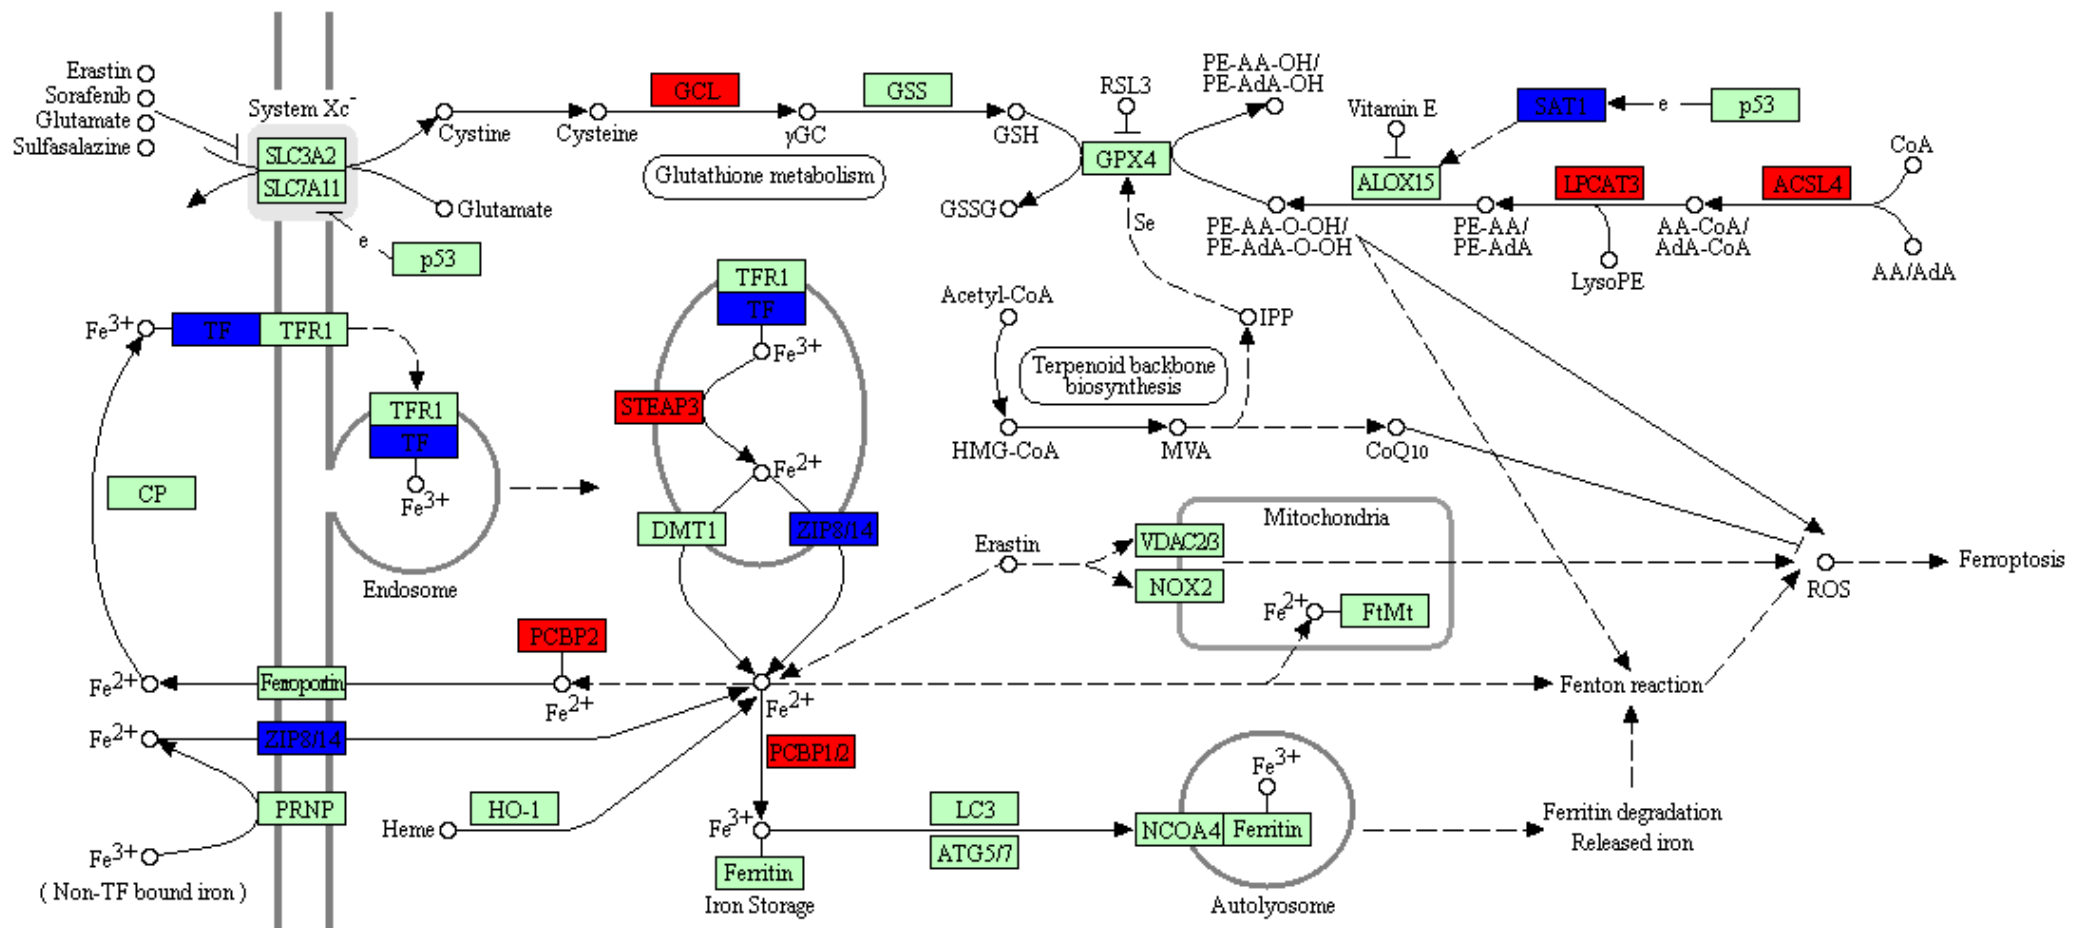 Erastin
Sorafenib
Glutamate
Sulfasalazine
System Xc⁻
SLC3A2
SLC7A11
Cystine
Glutamate
e
p53
Cysteine
GCL
γGC
GSS
GSH
Glutathione metabolism
GSSG
RSL3
GPX4
Se
PE-AA-OH/
PE-AdA-OH
Vitamin E
ALOX15
SAT1
e
p53
PE-AA-O-OH/
PE-AdA-O-OH
PE-AA/
PE-AdA
LPCAT3
LysoPE
AA-CoA/
AdA-CoA
ACSL4
CoA
AA/AdA
Fe3+
TF
TFR1
TFR1
TF
Fe3+
Endosome
CP
TFR1
TF
Fe3+
STEAP3
Fe2+
DMT1
ZIP8/14
Acetyl-CoA
IPP
Terpenoid backbone
biosynthesis
HMG-CoA
MVA
CoQ10
Erastin
Mitochondria
VDAC2/3
NOX2
Fe2+
FtMt
ROS
Ferroptosis
Fe2+
Ferroportin
PCBP2
Fe2+
Fe2+
Fenton reaction
Fe2+
ZIP8/14
PCBP1/2
PRNP
Fe3+
( Non-TF bound iron )
Heme
HO-1
Fe3+
Ferritin
Iron Storage
LC3
ATG5/7
Fe3+
NCOA4
Ferritin
Autolyosome
Ferritin degradation
Released iron